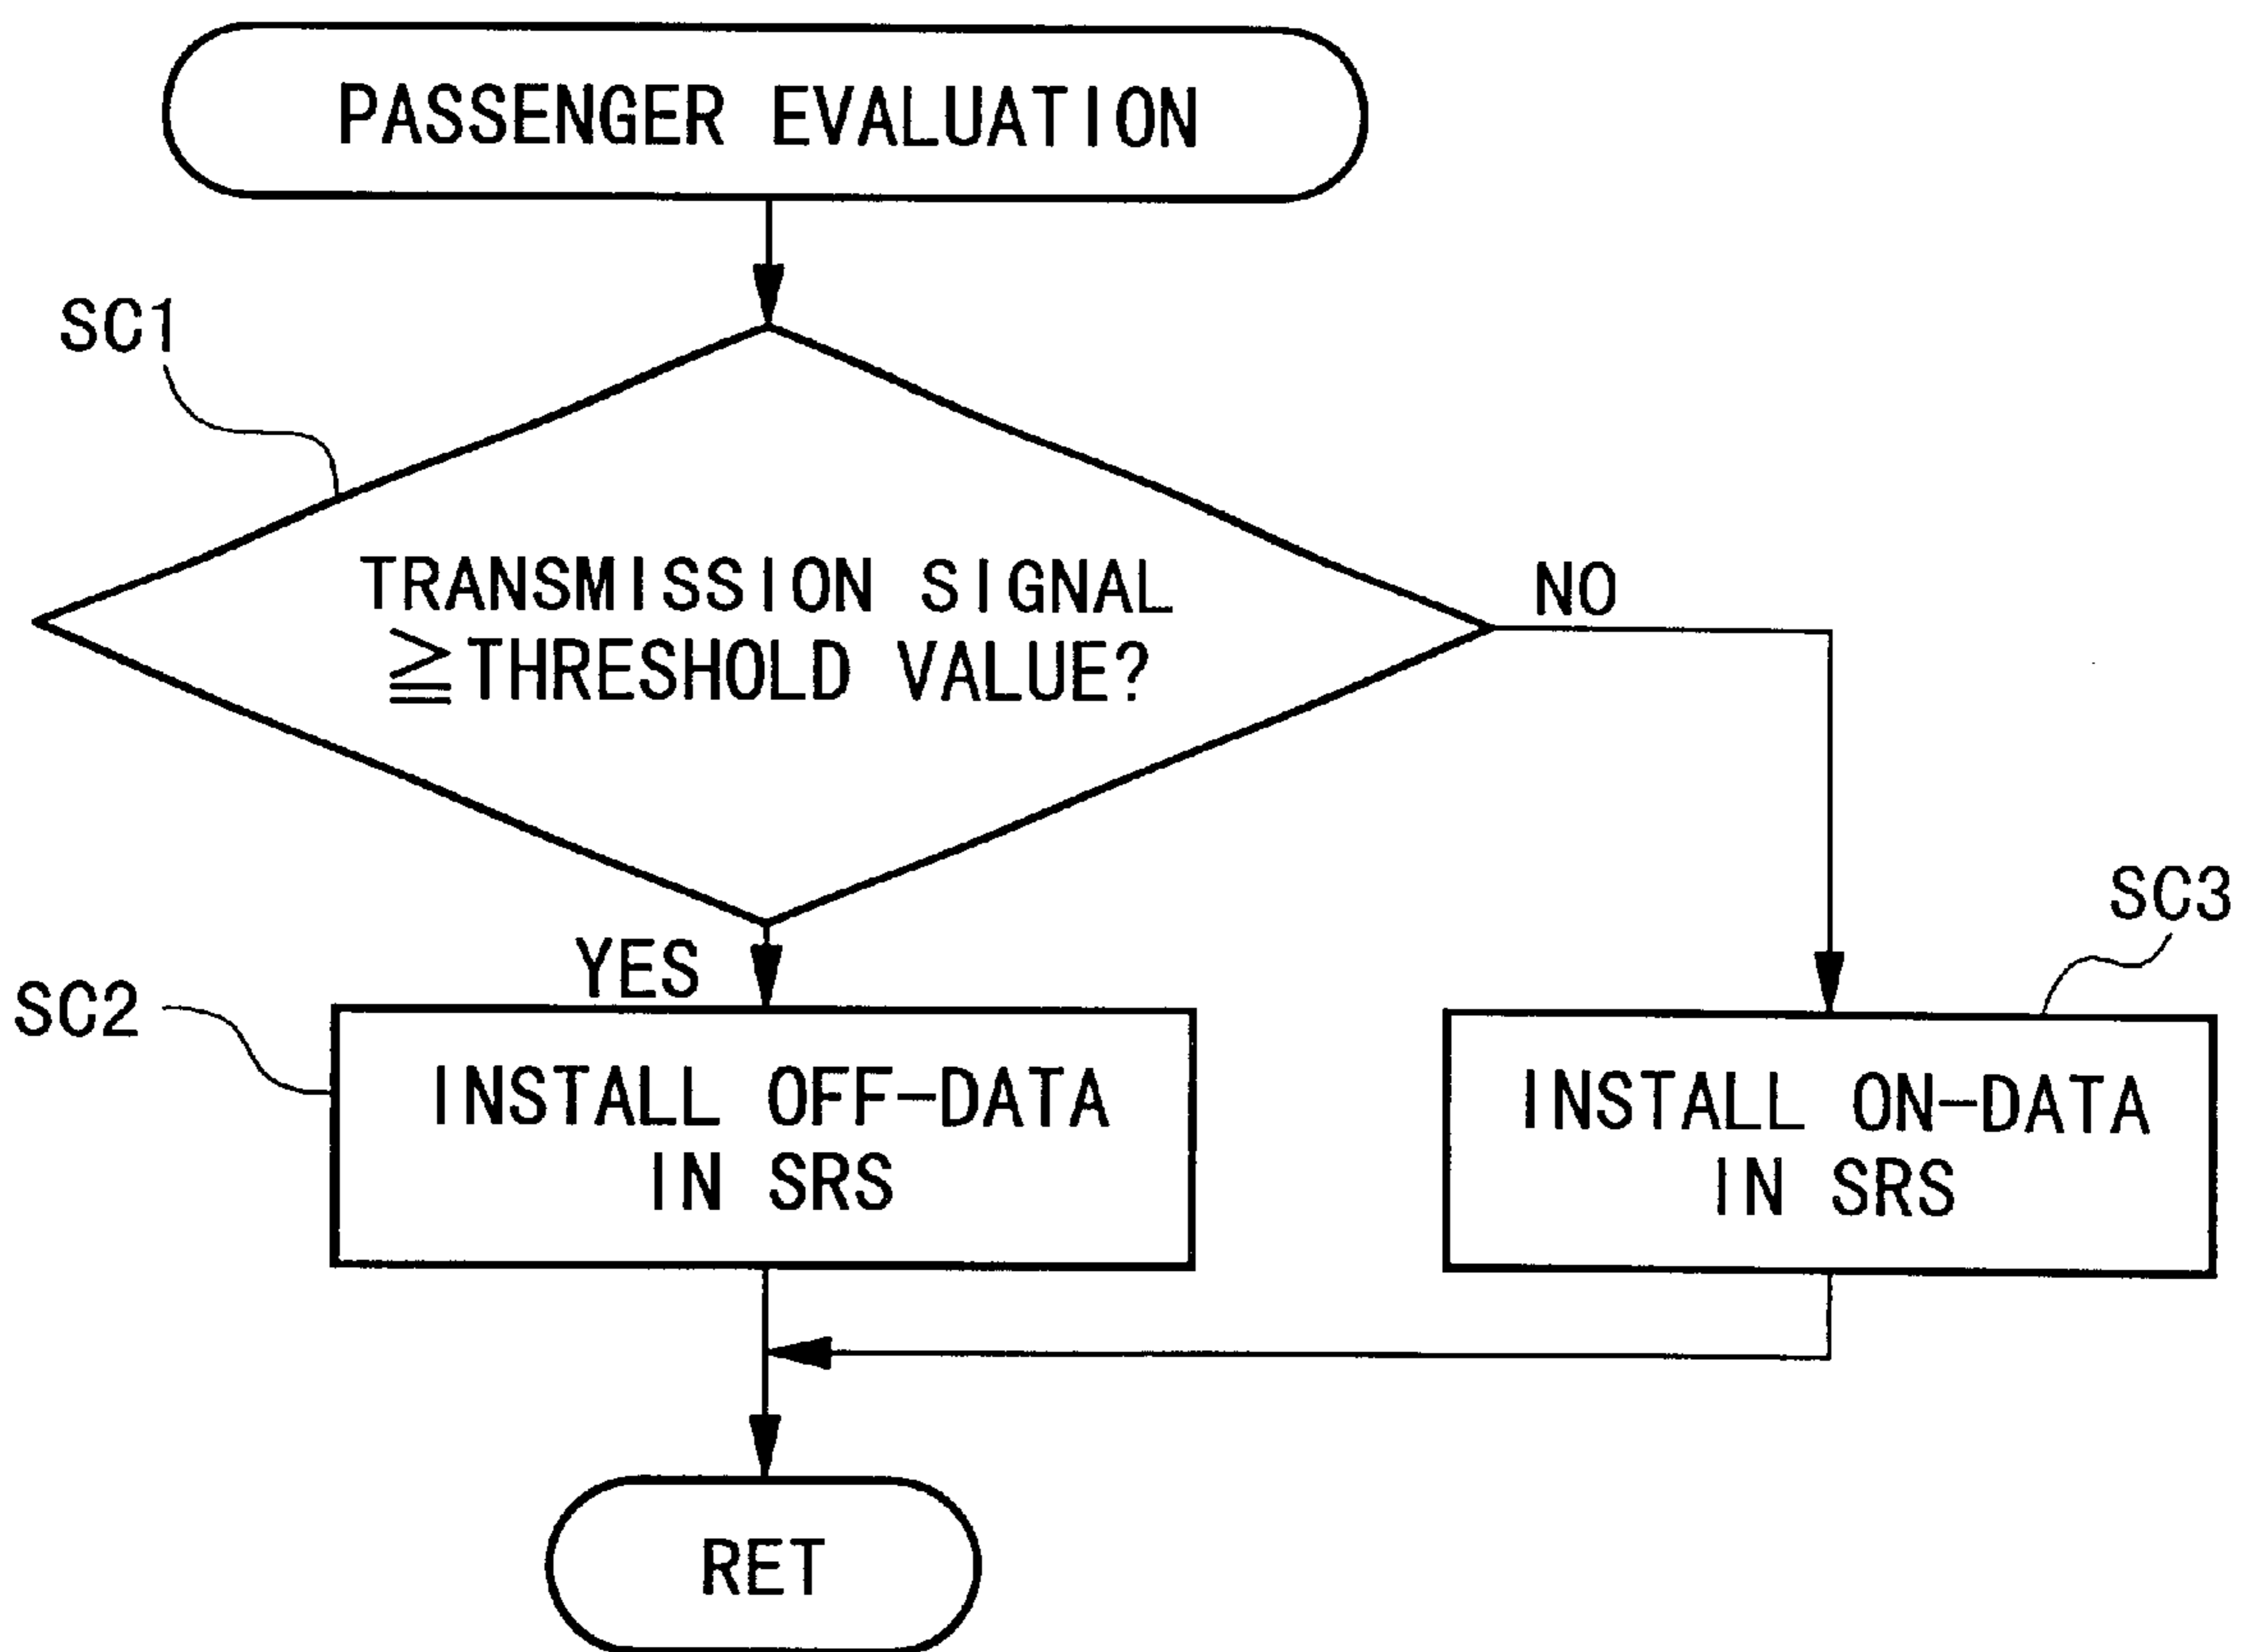 PASSENGER EVALUATION
SC1
TRANSMISSION SIGNAL
≧THRESHOLD VALUE?
NO
YES
SC2
INSTALL OFF-DATA
IN SRS
SC3
INSTALL ON-DATA
IN SRS
RET